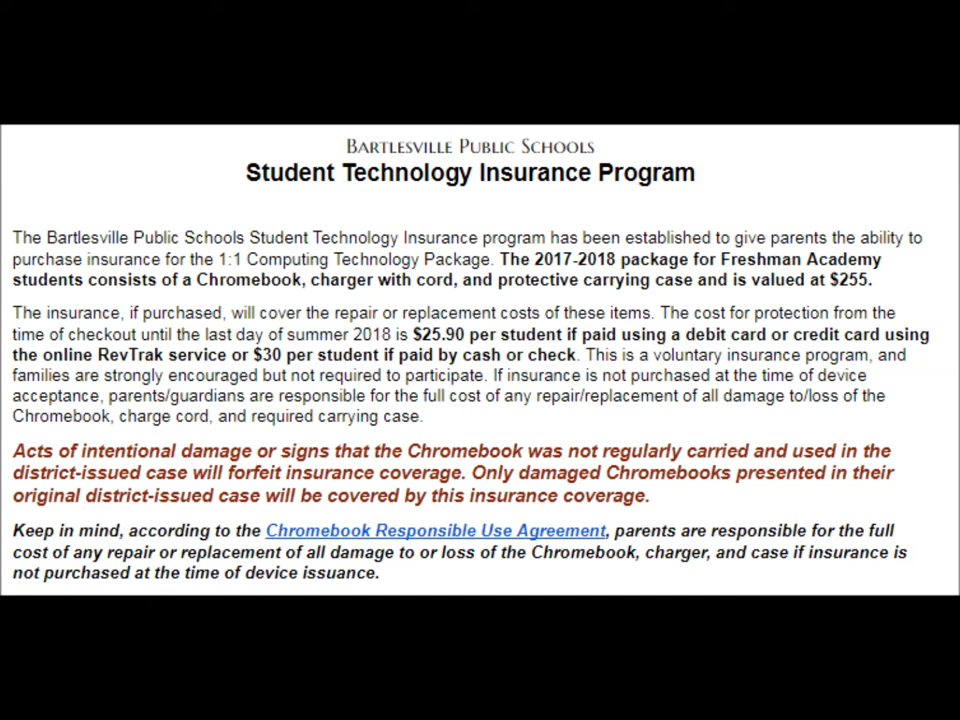 BARTLESVILLE PUBLIC SCHOOLS
Student Technology Insurance Program
The Bartlesville Public Schools Student Technology Insurance program has been established to give parents the ability to
purchase insurance for the 1:1 Computing Technology Package. The 2017-2018 package for Freshman Academy
students consists of a Chromebook, charger with cord, and protective carrying case and is valued at $255.
The insurance, if purchased, will cover the repair or replacement costs of these items. The cost for protection from the
time of checkout until the last day of summer 2018 is $25.90 per student if paid using a debit card or credit card using
the online RevTrak service or $30 per student if paid by cash or check. This is a voluntary insurance program, and
families are strongly encouraged but not required to participate. If insurance is not purchased at the time of device
acceptance, parents/guardians are responsible for the full cost of any repair/replacement of all damage to/loss of the
Chromebook, charge cord, and required carrying case.
Acts of intentional damage or signs that the Chromebook was not regularly carried and used in the
district-issued case will forfeit insurance coverage. Only damaged Chromebooks presented in their
original district-issued case will be covered by this insurance coverage.
Keep in mind, according to the Chromebook Responsible Use Agreement, parents are responsible for the full
cost of any repair or replacement of all damage to or loss of the Chromebook, charger, and case if insurance is
not purchased at the time of device issuance.